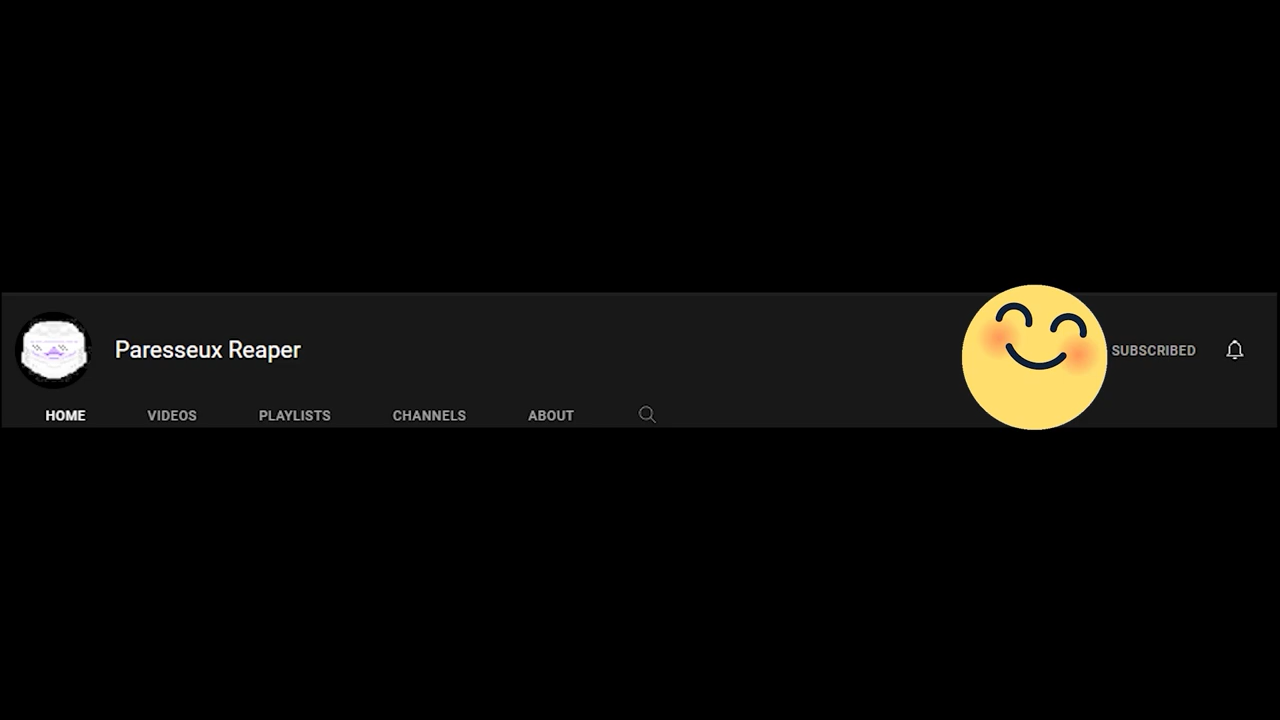 Paresseux Reaper
SUBSCRIBED
HOME VIDEOS PLAYLISTS CHANNELS ABOUT